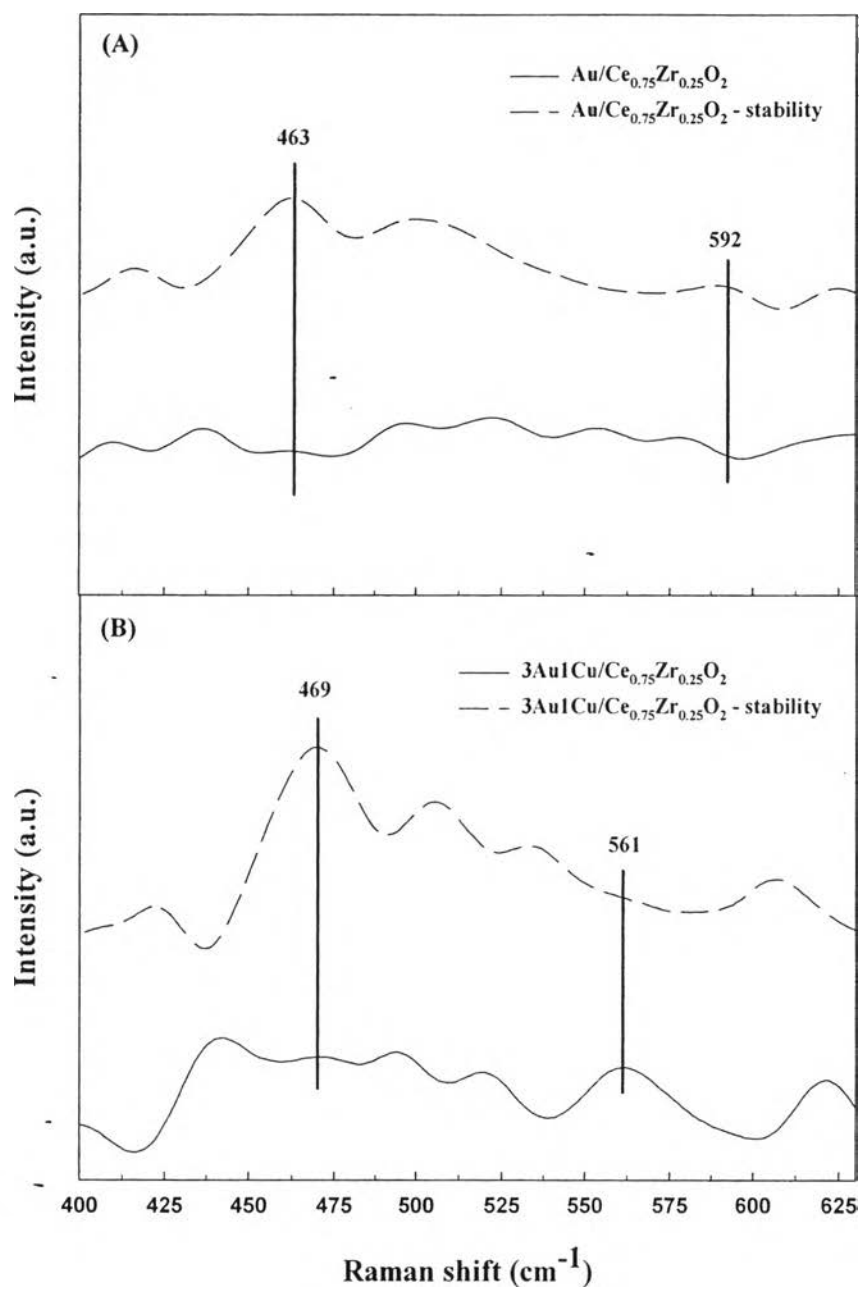 (A)
Au/Ce₀.₇₅Zr₀.₂₅O₂
Au/Ce₀.₇₅Zr₀.₂₅O₂ - stability
463
592
Intensity (a.u.)
(B)
3Au1Cu/Ce₀.₇₅Zr₀.₂₅O₂
3Au1Cu/Ce₀.₇₅Zr₀.₂₅O₂ - stability
469
561
Intensity (a.u.)
400 425 450 475 500 525 550 575 600 625
Raman shift (cm⁻¹)